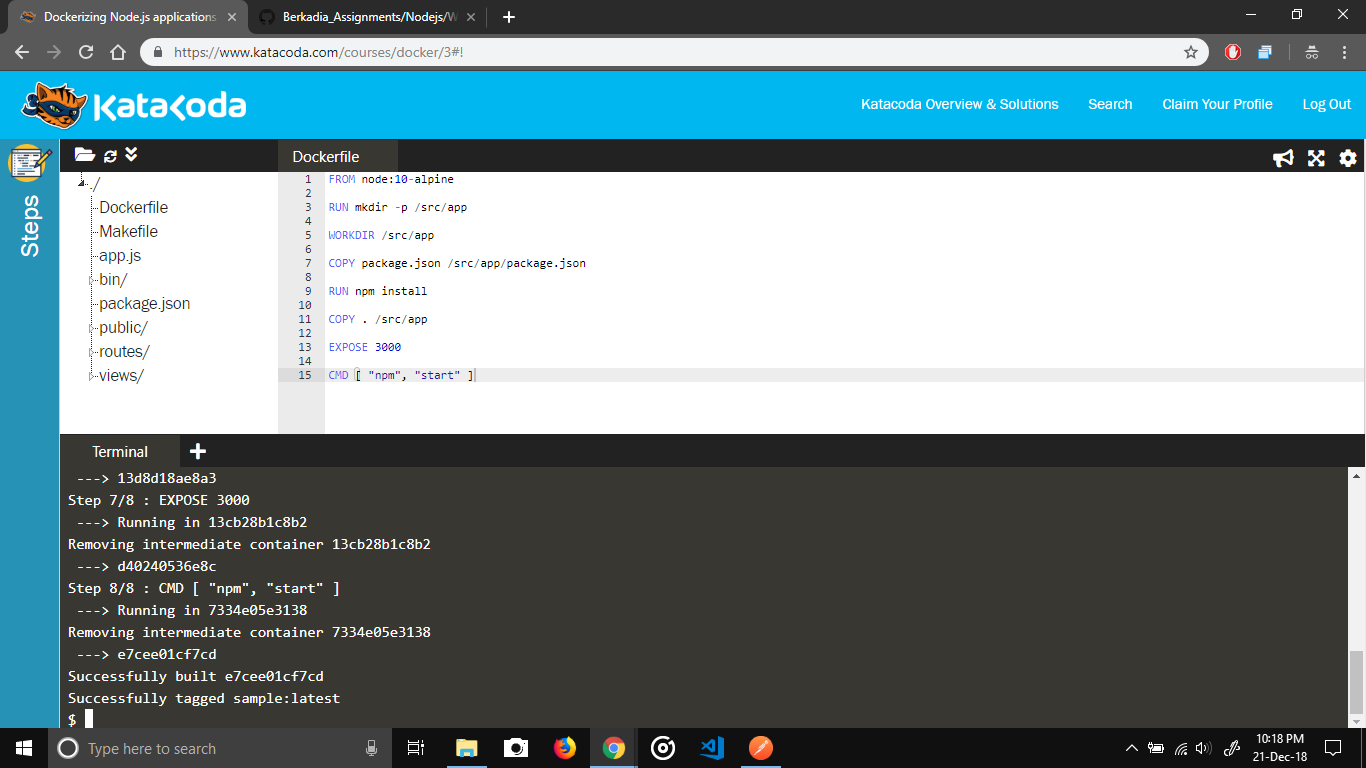 Dockerizing Node.js applications
Berkadia_Assignments/Nodejs/W
https://www.katacoda.com/courses/docker/3#!
KataKoda
Katacoda Overview & Solutions
Search
Claim Your Profile
Log Out
Steps
./
Dockerfile
Makefile
app.js
bin/
package.json
public/
routes/
views/
Dockerfile
1 FROM node:10-alpine
2
3 RUN mkdir -p /src/app
4
5 WORKDIR /src/app
6
7 COPY package.json /src/app/package.json
8
9 RUN npm install
10
11 COPY . /src/app
12
13 EXPOSE 3000
14
15 CMD [ "npm", "start" ]
Terminal
---> 13d8d18ae8a3
Step 7/8 : EXPOSE 3000
---> Running in 13cb28b1c8b2
Removing intermediate container 13cb28b1c8b2
---> d40240536e8c
Step 8/8 : CMD [ "npm", "start" ]
---> Running in 7334e05e3138
Removing intermediate container 7334e05e3138
---> e7cee01cf7cd
Successfully built e7cee01cf7cd
Successfully tagged sample:latest
$
Type here to search
10:18 PM
21-Dec-18